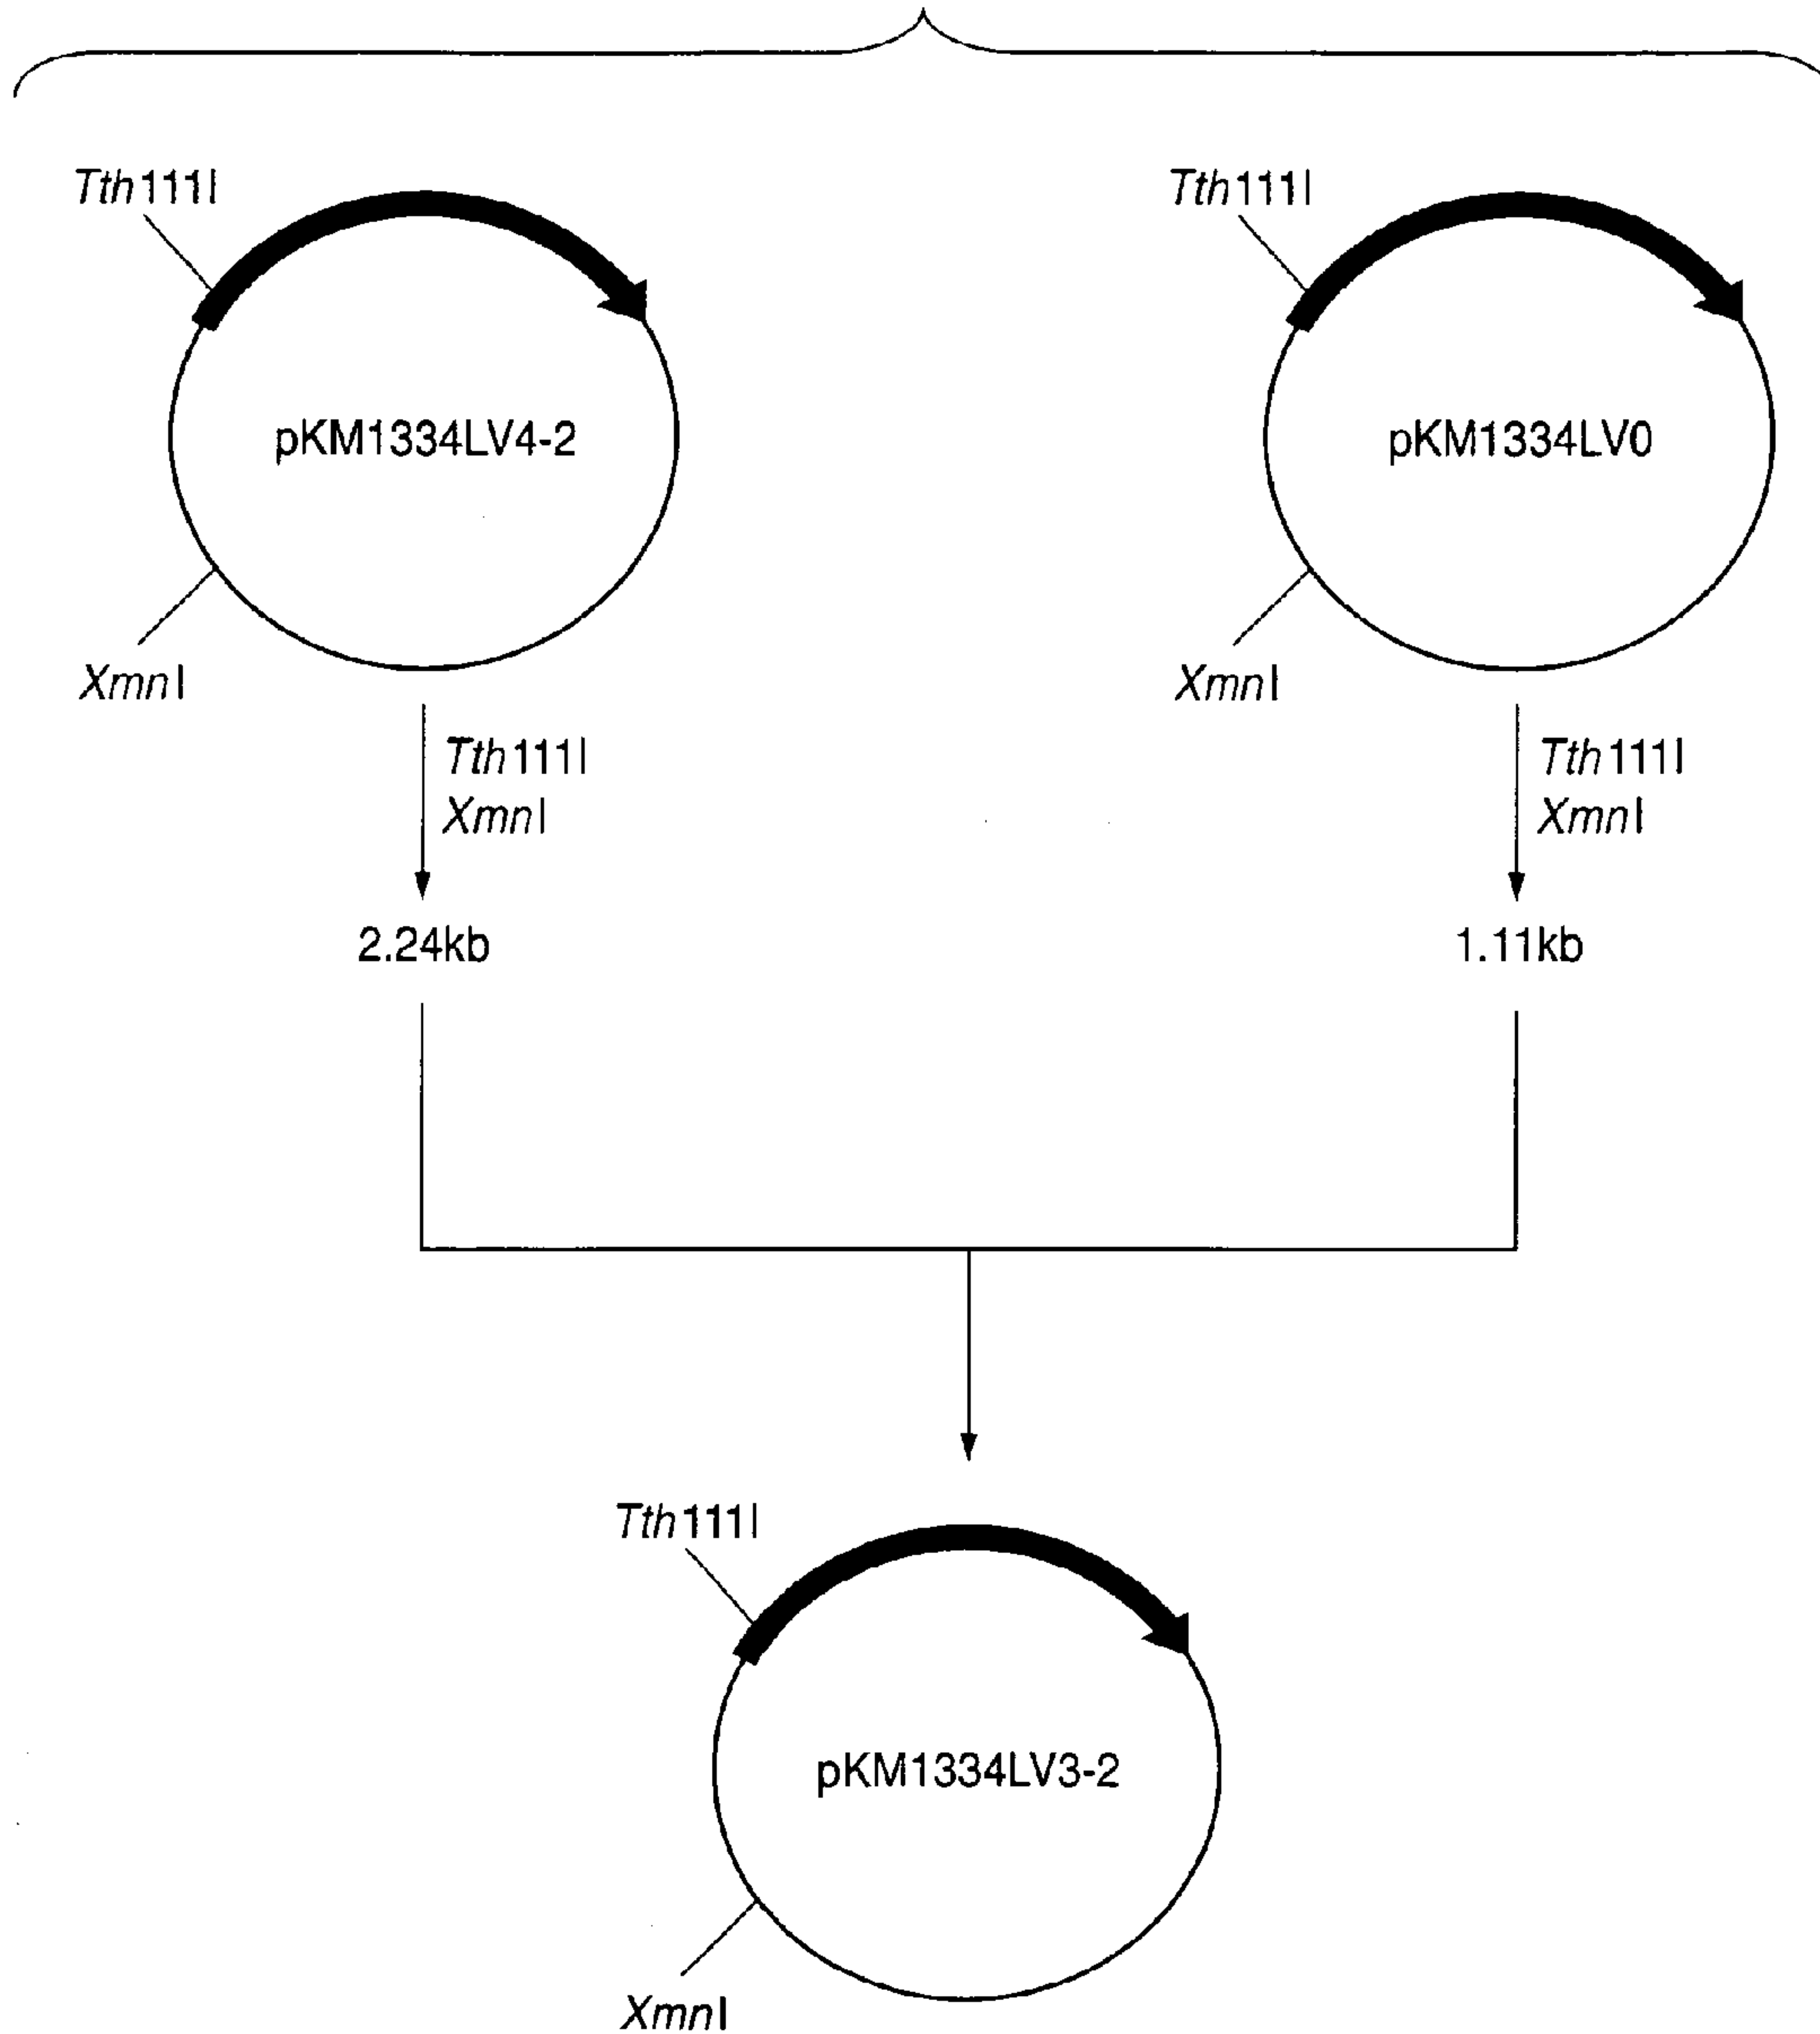 Tth111I
Tth111I
pKM1334LV4-2
pKM1334LV0
XmnI
XmnI
Tth111I
XmnI
Tth111I
XmnI
2.24kb
1.11kb
Tth111I
pKM1334LV3-2
XmnI